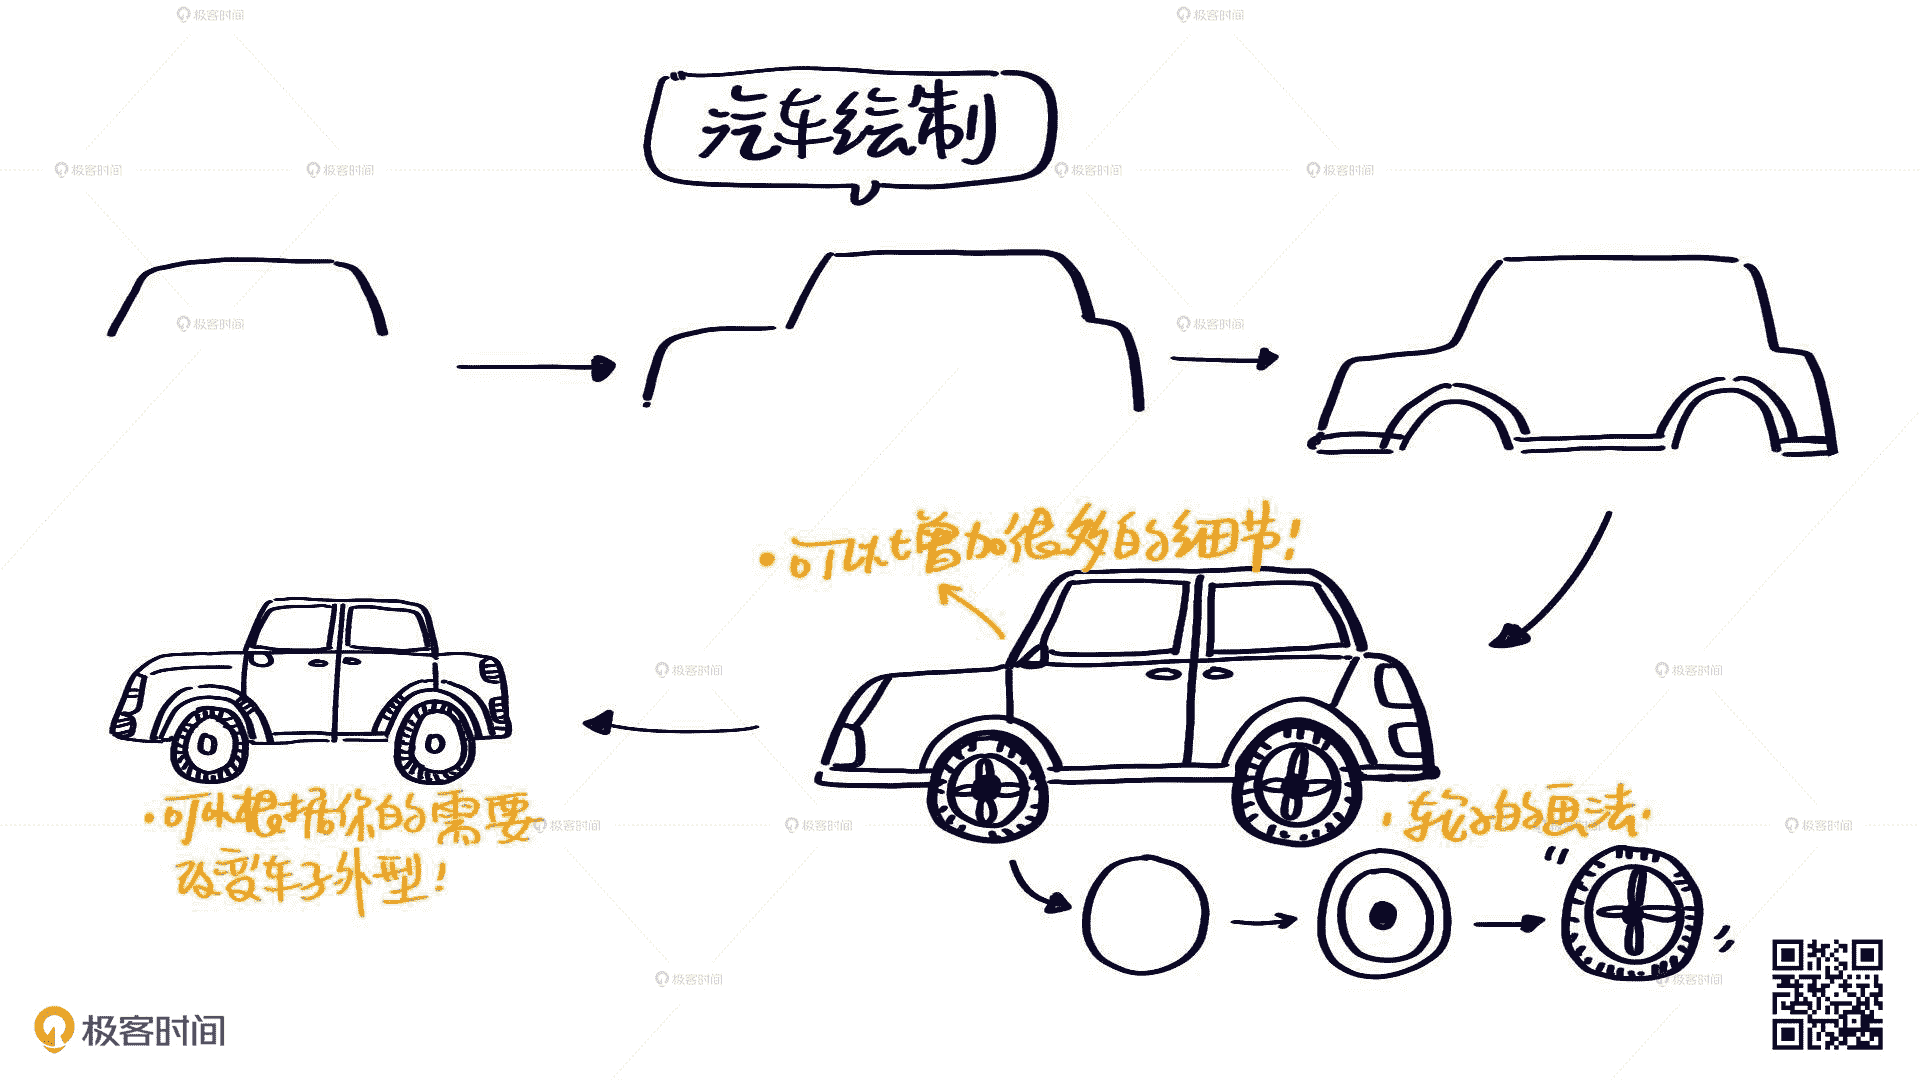 汽车绘制
•可以增加很多的细节!
•可以根据你的需要
改变车子外型!
•轮子的画法•
极客时间